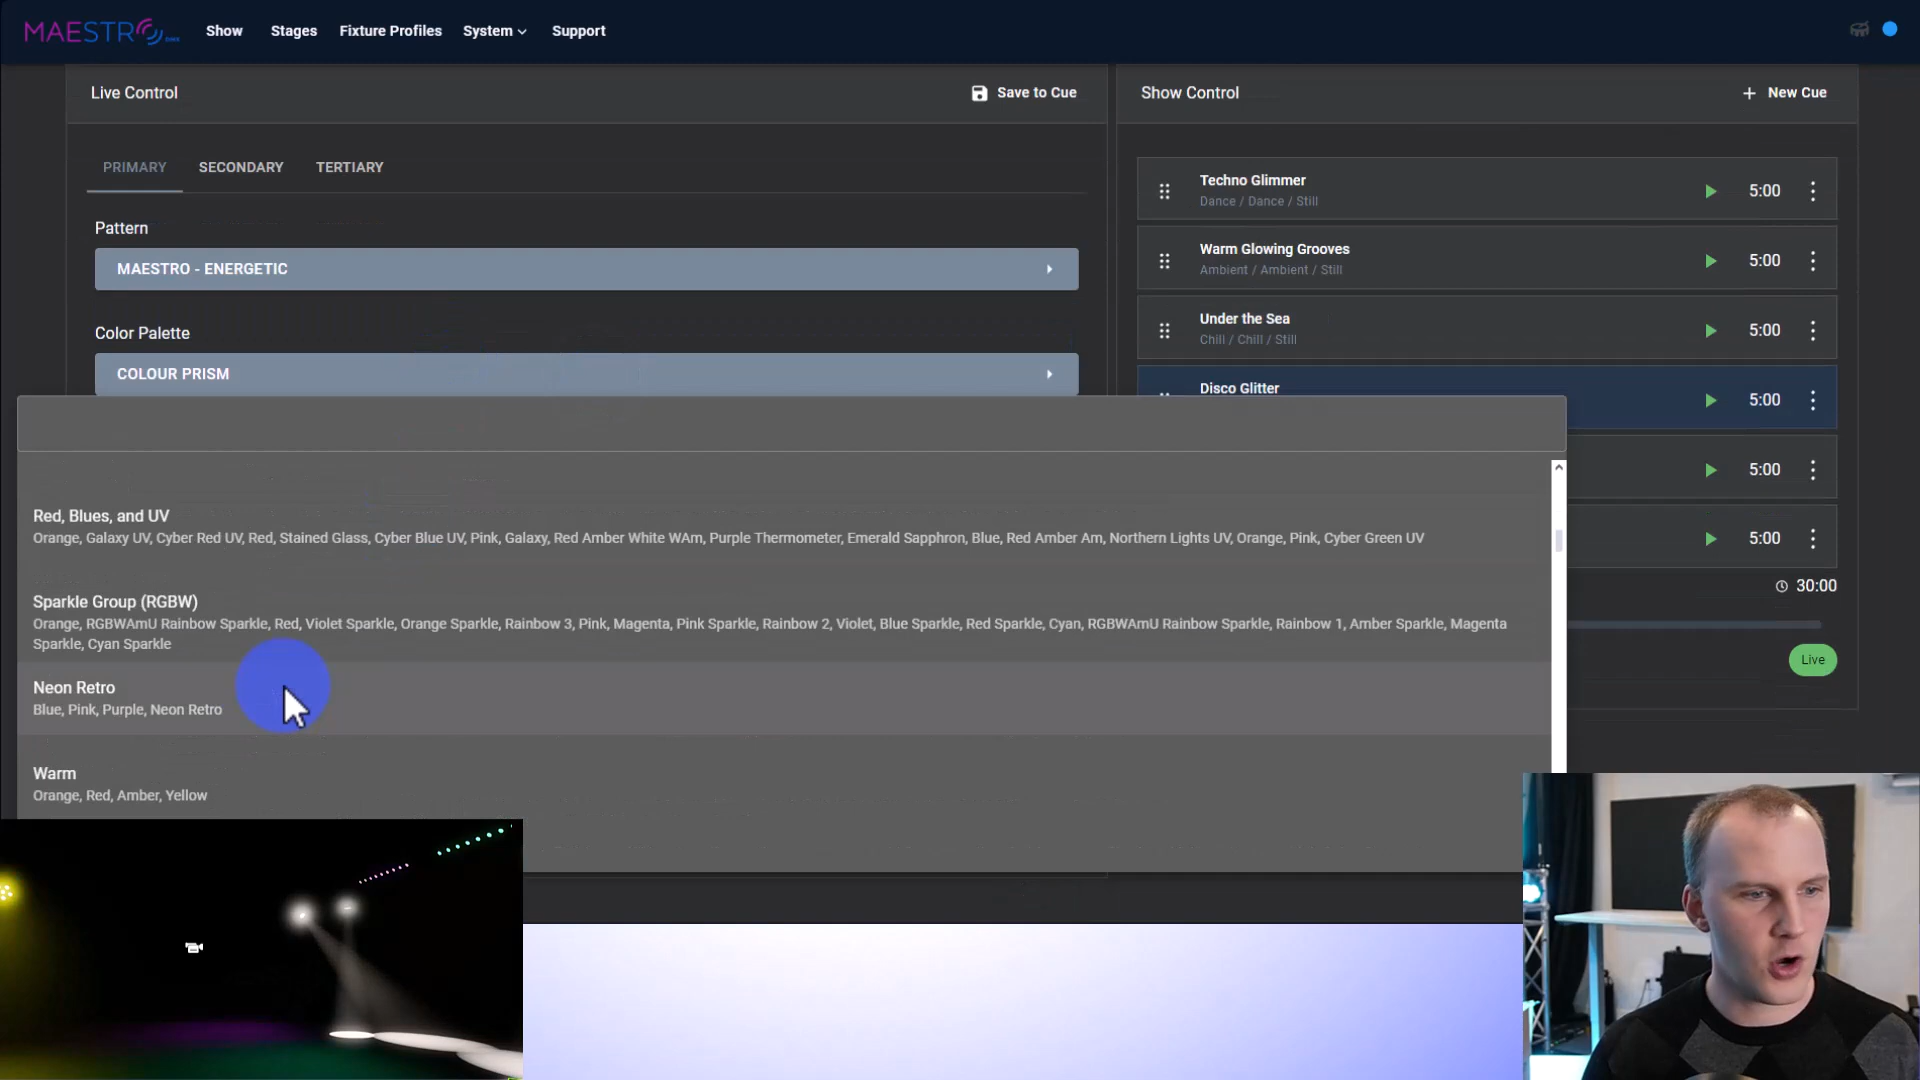 MAESTRO DMX
Show
Stages
Fixture Profiles
System
Support
Live Control
Save to Cue
PRIMARY
SECONDARY
TERTIARY
Pattern
MAESTRO - ENERGETIC
Color Palette
COLOUR PRISM
Red, Blues, and UV
Orange, Galaxy UV, Cyber Red UV, Red, Stained Glass, Cyber Blue UV, Pink, Galaxy, Red Amber White WAm, Purple Thermometer, Emerald Sapphron, Blue, Red Amber Am, Northern Lights UV, Orange, Pink, Cyber Green UV
Sparkle Group (RGBW)
Orange, RGBWAmU Rainbow Sparkle, Red, Violet Sparkle, Orange Sparkle, Rainbow 3, Pink, Magenta, Pink Sparkle, Rainbow 2, Violet, Blue Sparkle, Red Sparkle, Cyan, RGBWAmU Rainbow Sparkle, Rainbow 1, Amber Sparkle, Magenta
Sparkle, Cyan Sparkle
Neon Retro
Blue, Pink, Purple, Neon Retro
Warm
Orange, Red, Amber, Yellow
Show Control
+ New Cue
Techno Glimmer
Dance / Dance / Still
5:00
Warm Glowing Grooves
Ambient / Ambient / Still
5:00
Under the Sea
Chill / Chill / Still
5:00
Disco Glitter
5:00
5:00
5:00
30:00
Live